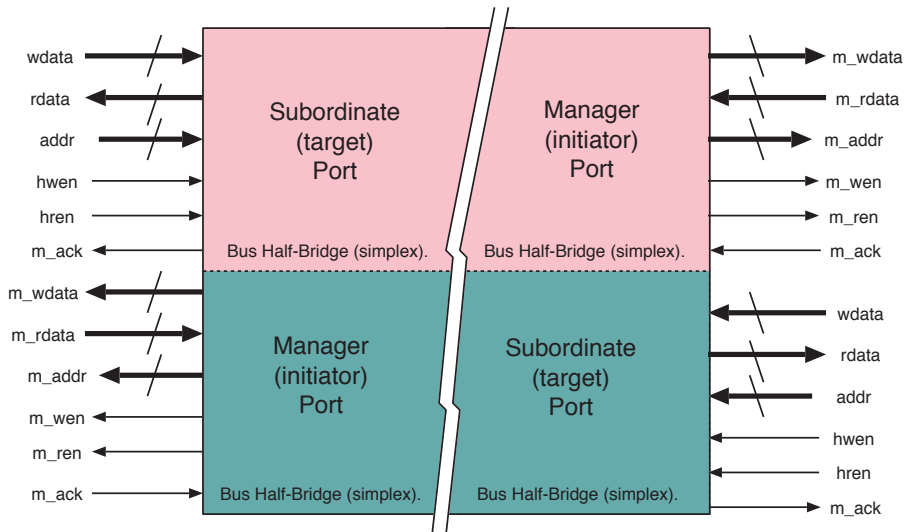 wdata
rdata
addr
hwen
hren
m_ack
Subordinate
(target)
Port
Bus Half-Bridge (simplex).
Manager
(initiator)
Port
Bus Half-Bridge (simplex).
m_wdata
m_rdata
m_addr
m_wen
m_ren
m_ack
m_wdata
m_rdata
m_addr
m_wen
m_ren
m_ack
Manager
(initiator)
Port
Bus Half-Bridge (simplex).
Subordinate
(target)
Port
Bus Half-Bridge (simplex).
wdata
rdata
addr
hwen
hren
m_ack